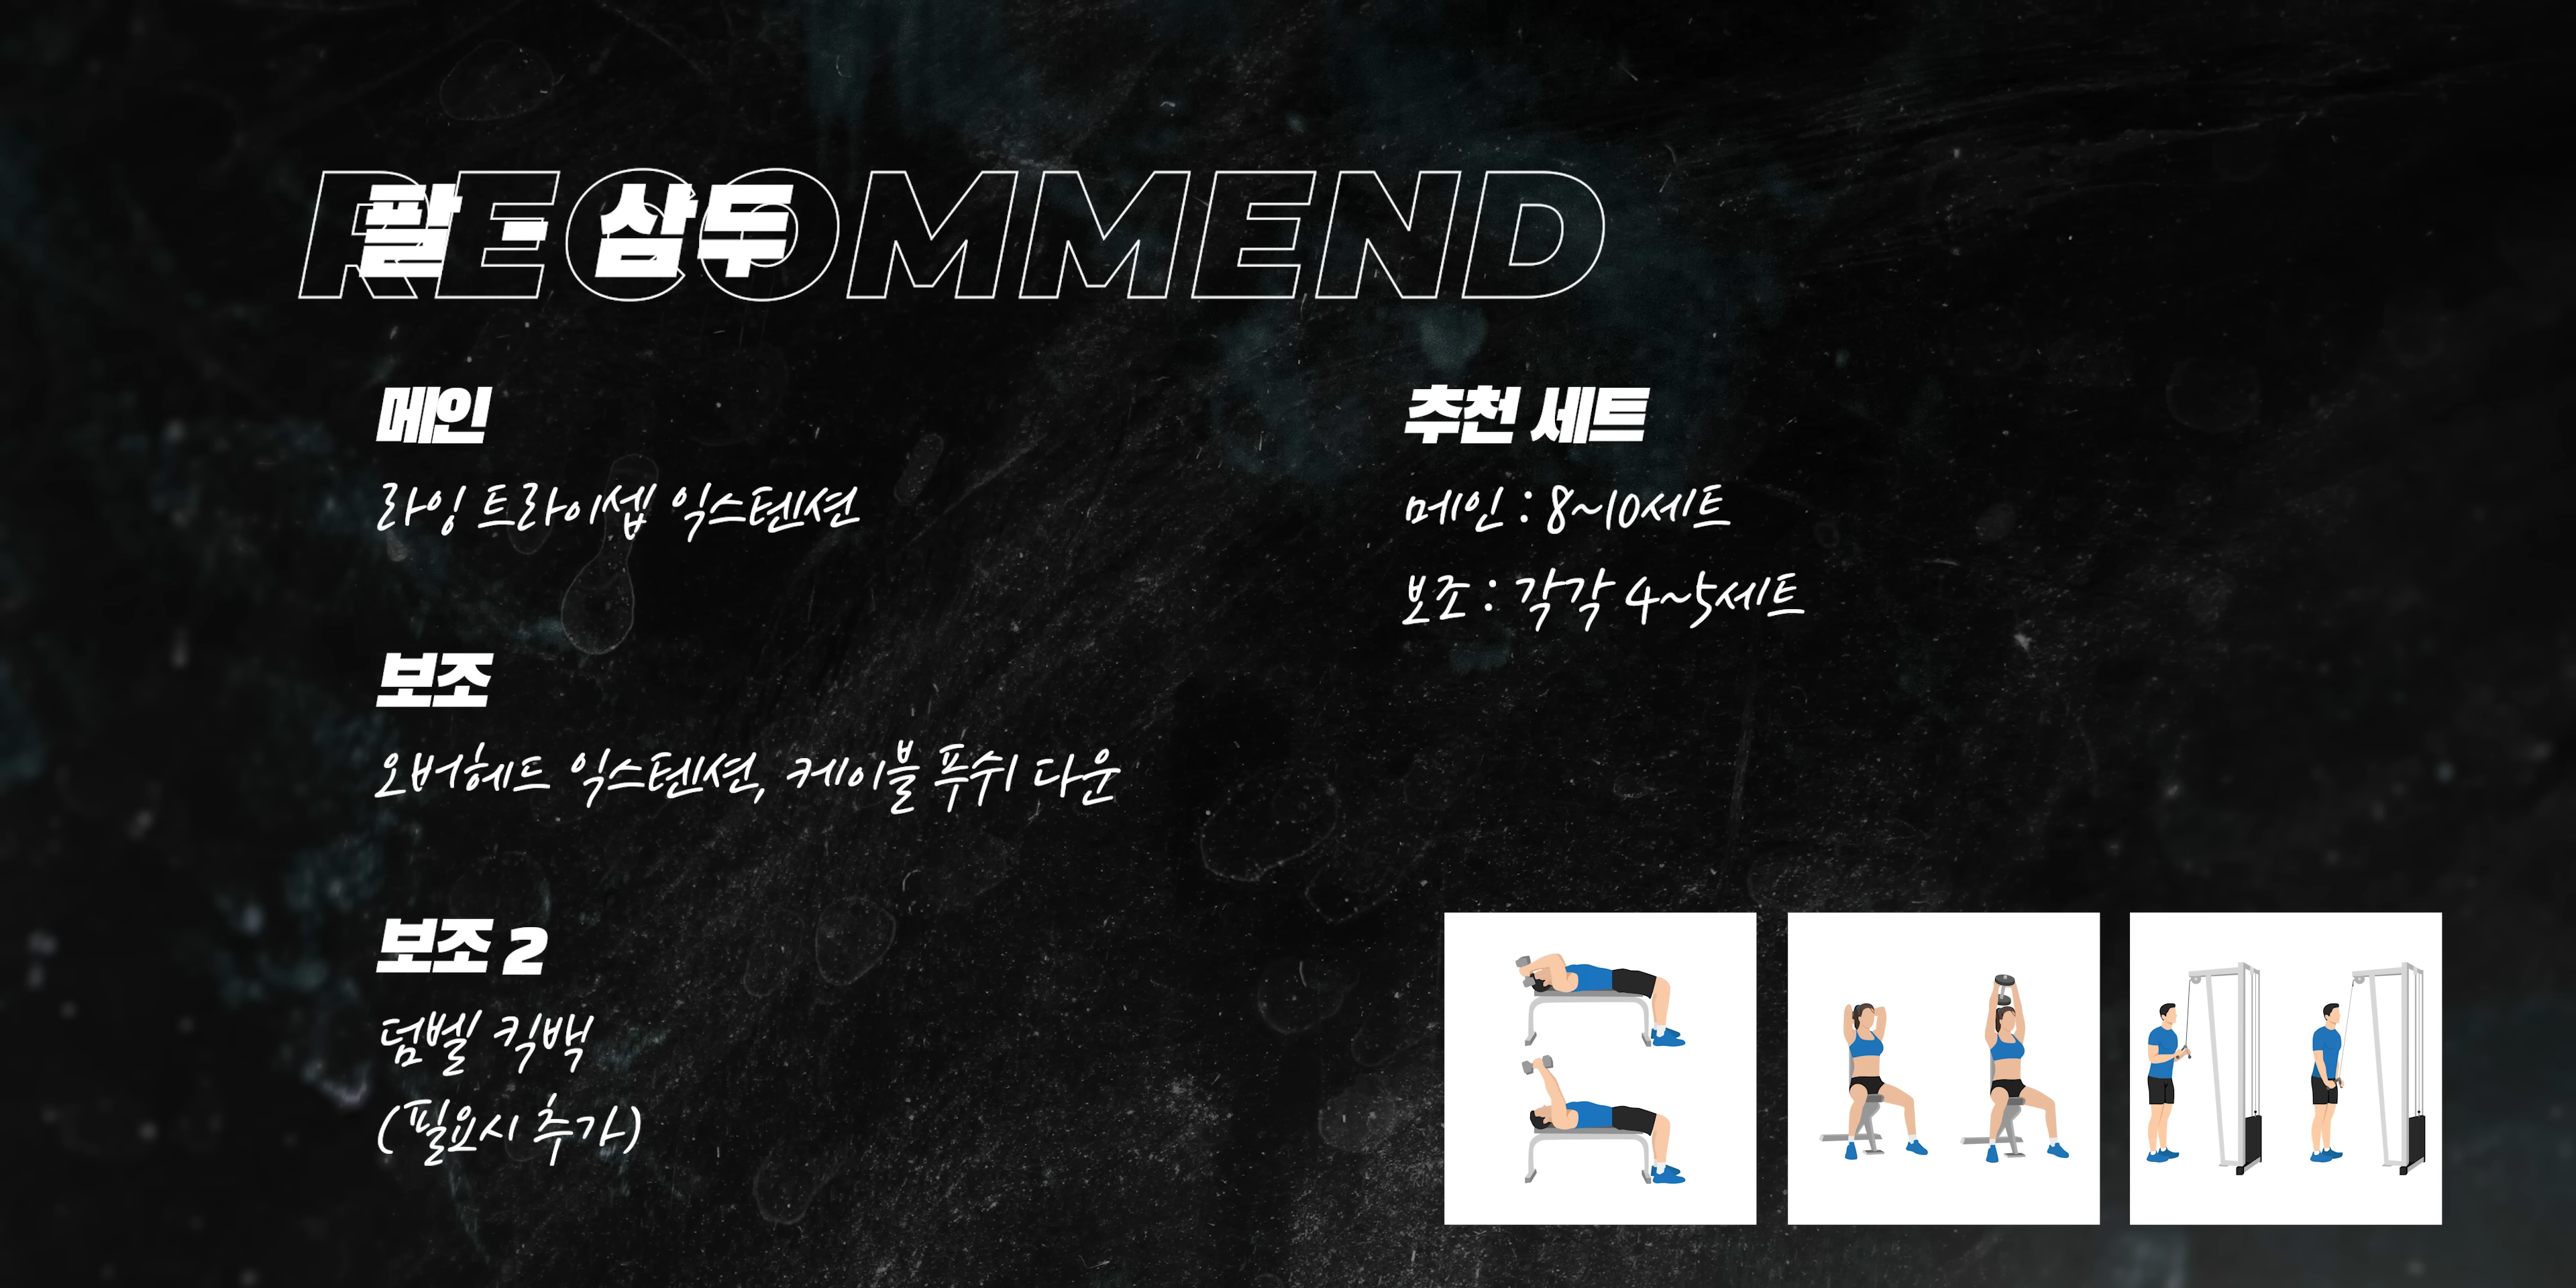 RECOMMEND
팔 - 삼두
메인
라잉 트라이셉 익스텐션
보조
오버헤드 익스텐션, 케이블 푸쉬 다운
보조 2
덤벨 킥백
(필요시 추가)
추천 세트
메인 : 8~10세트
보조 : 각각 4~5세트